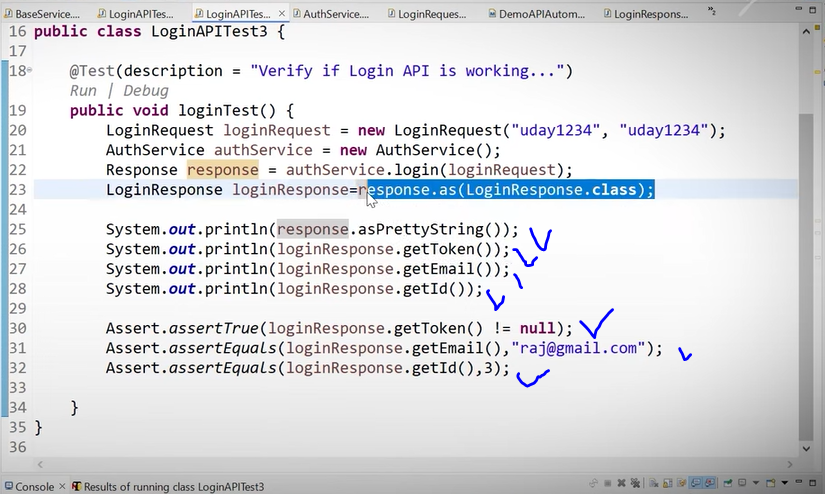 BaseService.... LoginAPITe... LoginAPITest... AuthService.... LoginReques... DemoAPIAutom... LoginRespons... 2
16 public class LoginAPITest3 {
17
18 @Test(description = "Verify if Login API is working...")
Run | Debug
19 public void loginTest() {
20 LoginRequest loginRequest = new LoginRequest("uday1234", "uday1234");
21 AuthService authService = new AuthService();
22 Response response = authService.login(loginRequest);
23 LoginResponse loginResponse=response.as(LoginResponse.class);
24
25 System.out.println(response.asPrettyString());
26 System.out.println(loginResponse.getToken());
27 System.out.println(loginResponse.getEmail());
28 System.out.println(loginResponse.getId());
29
30 Assert.assertTrue(loginResponse.getToken() != null);
31 Assert.assertEquals(loginResponse.getEmail(),"raj@gmail.com");
32 Assert.assertEquals(loginResponse.getId(),3);
33
34 }
35 }
36
Console Results of running class LoginAPITest3